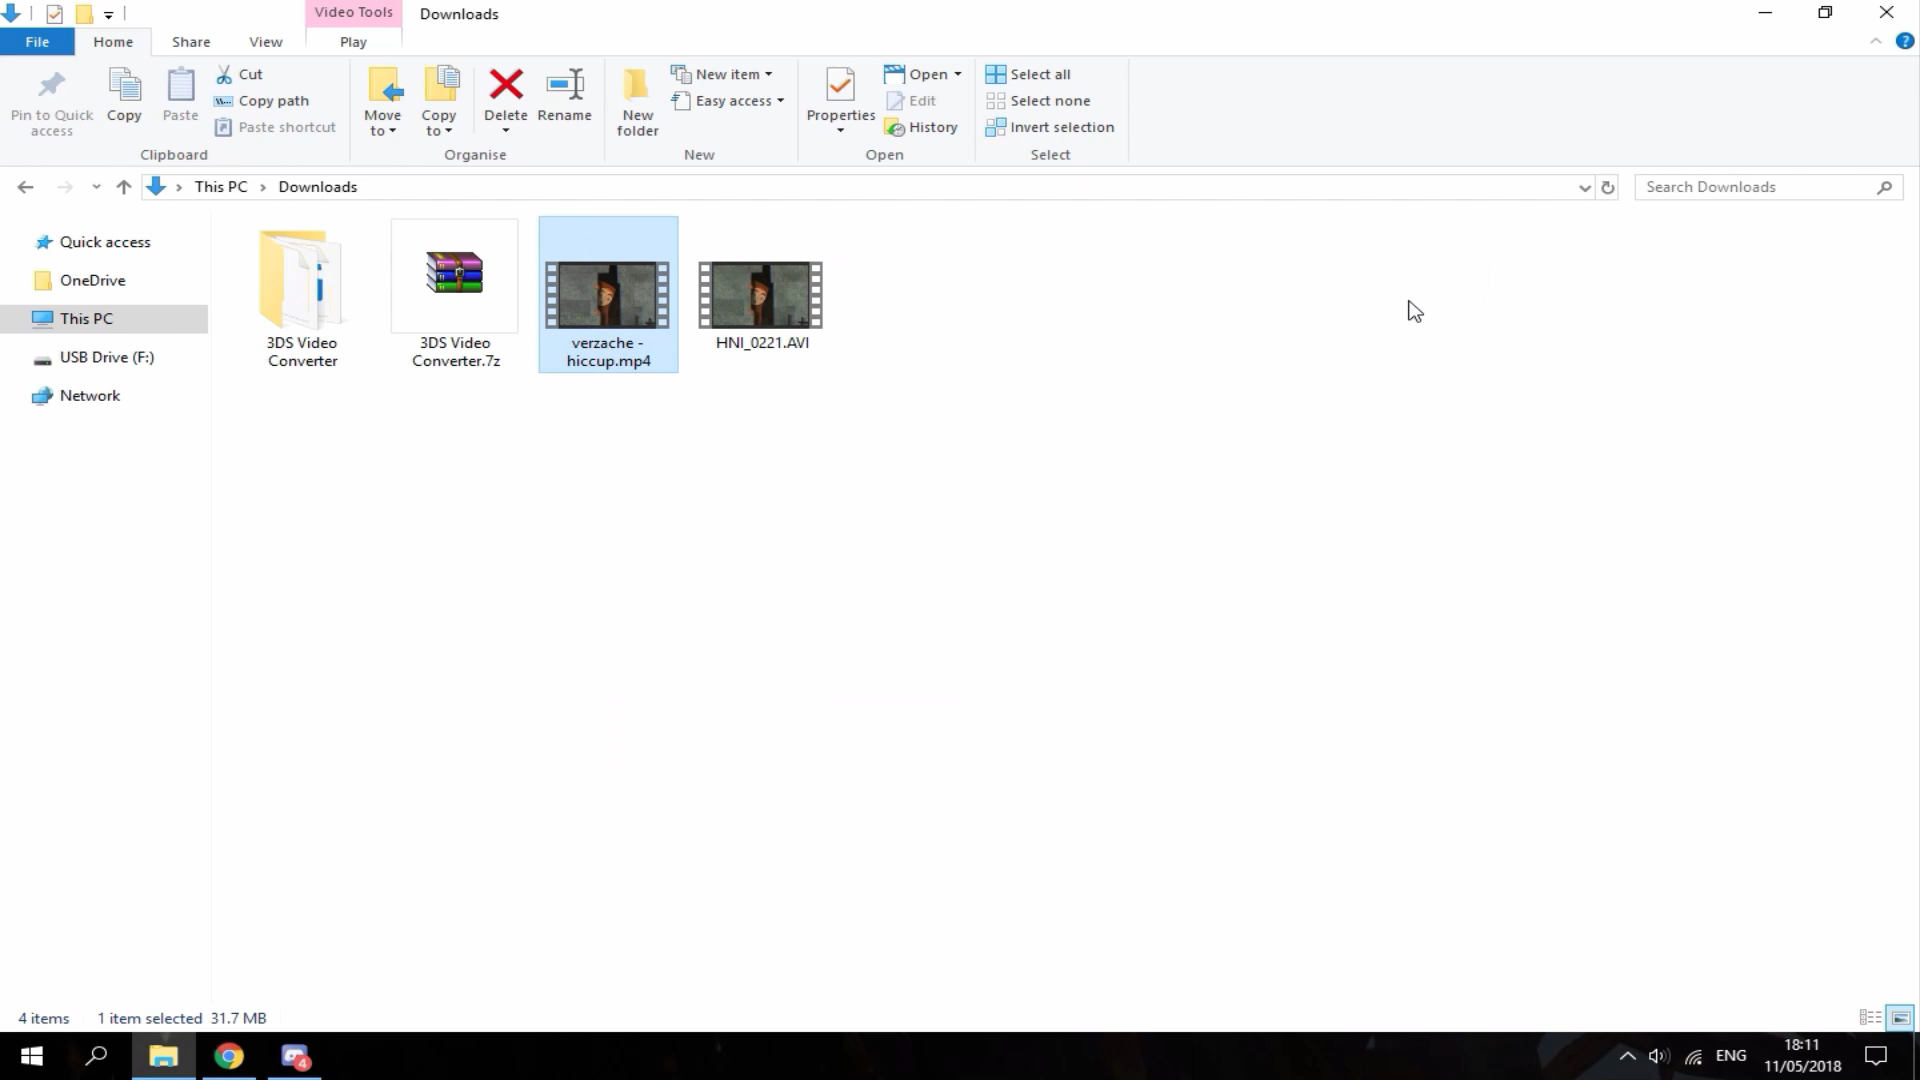 Video Tools Downloads
File Home Share View Play
Pin to Quick
access
Copy
Paste
Cut
Copy path
Paste shortcut
Clipboard
Move
to
Copy
to
Delete
Rename
Organise
New
folder
New item
Easy access
New
Properties
Open
Edit
History
Open
Select all
Select none
Invert selection
Select
This PC Downloads
Search Downloads
Quick access
OneDrive
This PC
USB Drive (F:)
Network
3DS Video
Converter
3DS Video
Converter.7z
verzache -
hiccup.mp4
HNI_0221.AVI
4 items 1 item selected 31.7 MB
4
ENG
18:11
11/05/2018